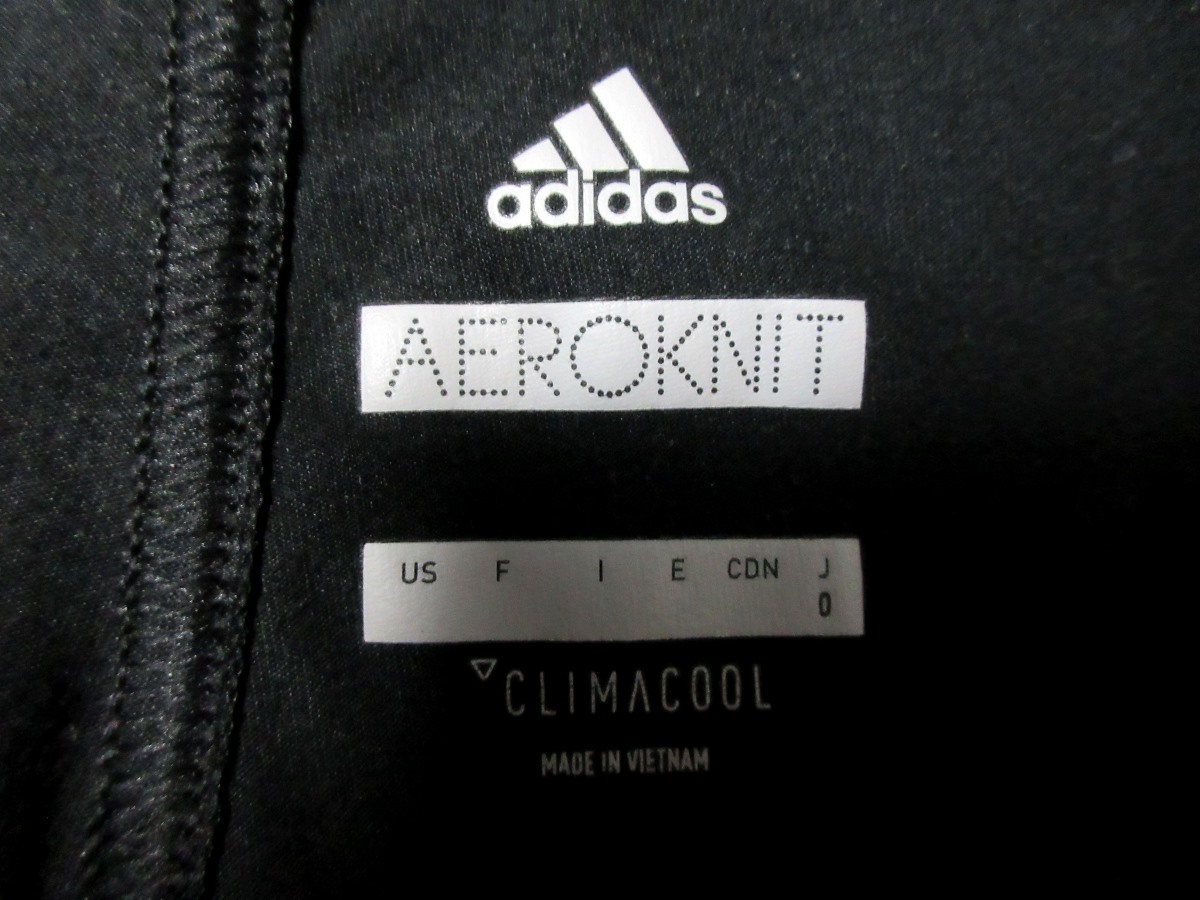 adidas
AEROKNIT
US F I E CDN J
O
CLIMACOOL
MADE IN VIETNAM